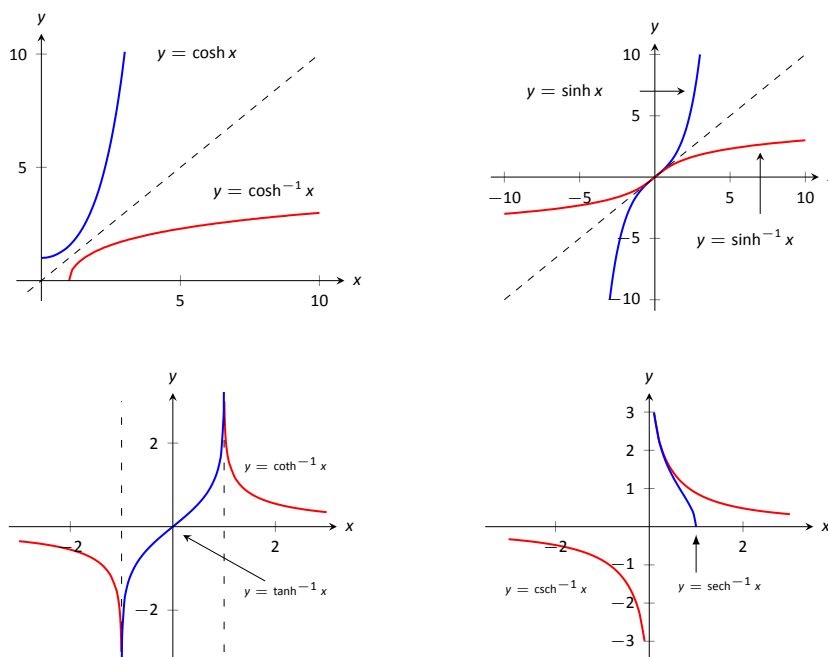 y
10
y = cosh x
5
y = cosh⁻¹ x
x
5
10
y
10
y = sinh x
5
−10
−5
5
10
−5
y = sinh⁻¹ x
−10
y
2
y = coth⁻¹ x
x
−2
2
y = tanh⁻¹ x
−2
y
3
2
1
x
−2
2
−1
y = csch⁻¹ x
y = sech⁻¹ x
−2
−3